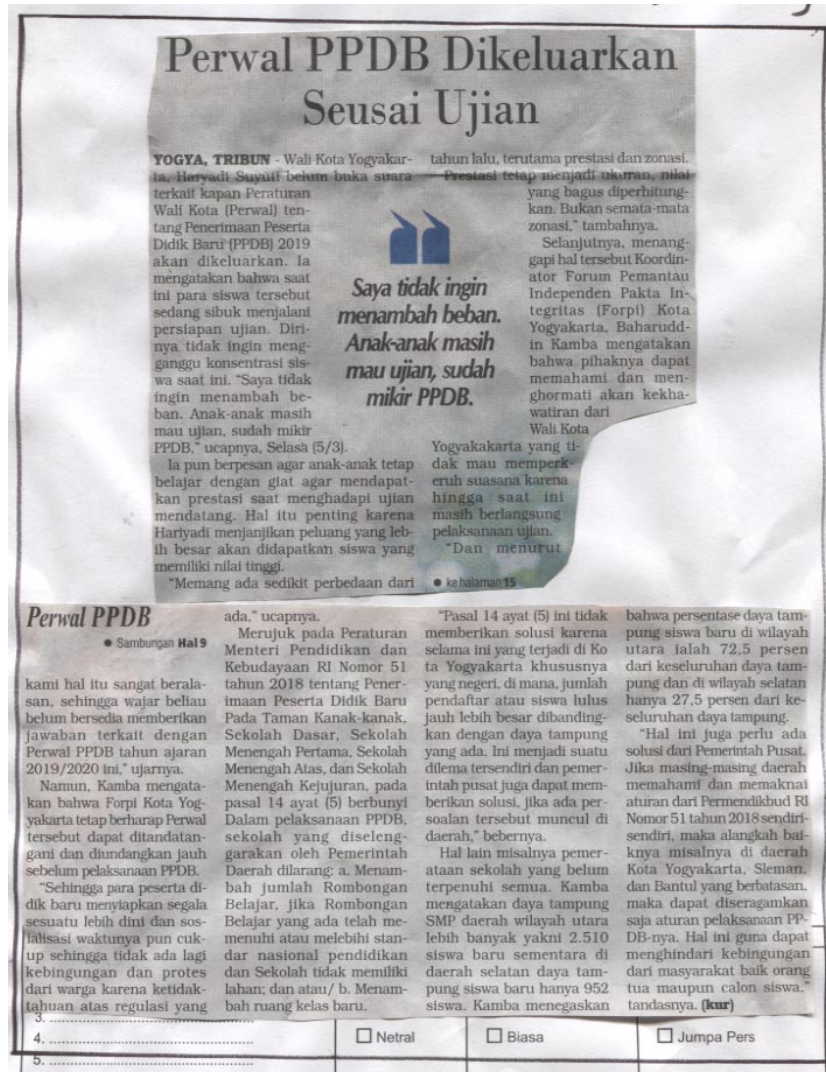 Perwal PPDB Dikeluarkan
Seusai Ujian
YOGYA, TRIBUN - Wali Kota Yogyakar-
ta, Haryadi Suyuti belum buka suara
terkait kapan Peraturan
Wali Kota (Perwal) ten-
tang Penerimaan Peserta
Didik Baru (PPDB) 2019
akan dikeluarkan. Ia
mengatakan bahwa saat
ini para siswa tersebut
sedang sibuk menjalani
persiapan ujian. Diri-
nya tidak ingin meng-
ganggu konsentrasi sis-
wa saat ini. “Saya tidak
ingin menambah be-
ban. Anak-anak masih
mau ujian, sudah mikir
PPDB,” ucapnya, Selasa (5/3).
Ia pun berpesan agar anak-anak tetap
belajar dengan giat agar mendapat-
kan prestasi saat menghadapi ujian
mendatang. Hal itu penting karena
Hariyadi menjanjikan peluang yang leb-
ih besar akan didapatkan siswa yang
memiliki nilai tinggi.
“Memang ada sedikit perbedaan dari
Saya tidak ingin
menambah beban.
Anak-anak masih
mau ujian, sudah
mikir PPDB.
tahun lalu, terutama prestasi dan zonasi.
Prestasi tetap menjadi ukuran, nilai
yang bagus diperhitung-
kan. Bukan semata-mata
zonasi,” tambahnya.
Selanjutnya, menang-
gapi hal tersebut Koordin-
ator Forum Pemantau
Independen Pakta In-
tegritas (Forpi) Kota
Yogyakarta, Baharudd-
in Kamba mengatakan
bahwa pihaknya dapat
memahami dan men-
ghormati akan kekha-
watiran dari
Wali Kota
Yogyakakarta yang ti-
dak mau memperk-
eruh suasana karena
hingga saat ini
masih berlangsung
pelaksanaan ujian.
“Dan menurut
● ke halaman 15
Perwal PPDB
● Sambungan Hal 9
kami hal itu sangat berala-
san, sehingga wajar beliau
belum bersedia memberikan
jawaban terkait dengan
Perwal PPDB tahun ajaran
2019/2020 ini,” ujarnya.
Namun, Kamba mengata-
kan bahwa Forpi Kota Yog-
yakarta tetap berharap Perwal
tersebut dapat ditandatan-
gani dan diundangkan jauh
sebelum pelaksanaan PPDB.
“Sehingga para peserta di-
dik baru menyiapkan segala
sesuatu lebih dini dan sos-
ialisasi waktunya pun cuk-
up sehingga tidak ada lagi
kebingungan dan protes
dari warga karena ketidak-
tahuan atas regulasi yang
ada,” ucapnya.
Merujuk pada Peraturan
Menteri Pendidikan dan
Kebudayaan RI Nomor 51
tahun 2018 tentang Pener-
imaan Peserta Didik Baru
Pada Taman Kanak-kanak,
Sekolah Dasar, Sekolah
Menengah Pertama, Sekolah
Menengah Atas, dan Sekolah
Menengah Kejujuran, pada
pasal 14 ayat (5) berbunyi
Dalam pelaksanaan PPDB,
sekolah yang diseleng-
garakan oleh Pemerintah
Daerah dilarang: a. Menam-
bah jumlah Rombongan
Belajar, jika Rombongan
Belajar yang ada telah me-
menuhi atau melebihi stan-
dar nasional pendidikan
dan Sekolah tidak memiliki
lahan; dan atau/ b. Menam-
bah ruang kelas baru.
“Pasal 14 ayat (5) ini tidak
memberikan solusi karena
selama ini yang terjadi di Ko
ta Yogyakarta khususnya
yang negeri, di mana, jumlah
pendaftar atau siswa lulus
jauh lebih besar dibanding-
kan dengan daya tampung
yang ada. Ini menjadi suatu
dilema tersendiri dan pemer-
intah pusat juga dapat mem-
berikan solusi, jika ada per-
soalan tersebut muncul di
daerah,” bebernya.
Hal lain misalnya pemer-
ataan sekolah yang belum
terpenuhi semua. Kamba
mengatakan daya tampung
SMP daerah wilayah utara
lebih banyak yakni 2.510
siswa baru sementara di
daerah selatan daya tam-
pung siswa baru hanya 952
siswa. Kamba menegaskan
bahwa persentase daya tam-
pung siswa baru di wilayah
utara ialah 72,5 persen
dari keseluruhan daya tam-
pung dan di wilayah selatan
hanya 27,5 persen dari ke-
seluruhan daya tampung.
“Hal ini juga perlu ada
solusi dari Pemerintah Pusat.
Jika masing-masing daerah
memahami dan memaknai
aturan dari Permendikbud RI
Nomor 51 tahun 2018 sendiri-
sendiri, maka alangkah bai-
knya misalnya di daerah
Kota Yogyakarta, Sleman,
dan Bantul yang berbatasan,
maka dapat diseragamkan
saja aturan pelaksanaan PP-
DB-nya. Hal ini guna dapat
menghindari kebingungan
dari masyarakat baik orang
tua maupun calon siswa,”
tandasnya. (kur)
3.
4.
5.
Netral
Biasa
Jumpa Pers